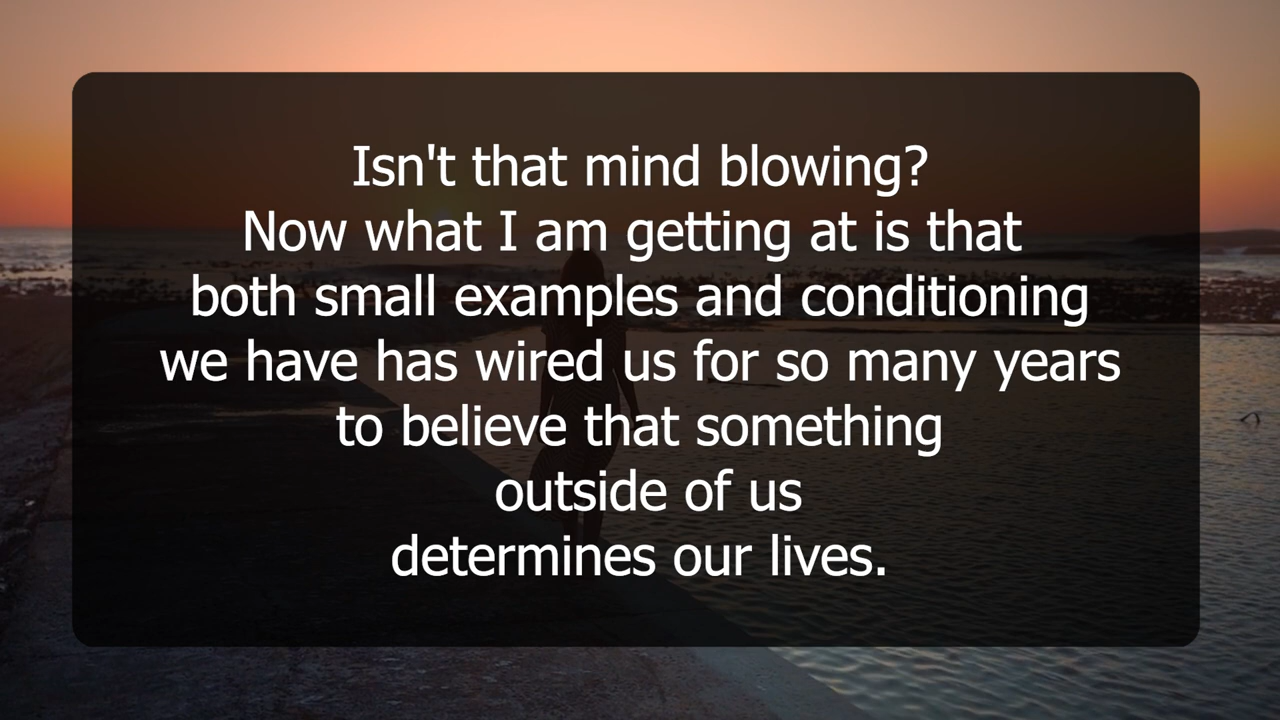 Isn't that mind blowing?
Now what I am getting at is that
both small examples and conditioning
we have has wired us for so many years
to believe that something
outside of us
determines our lives.